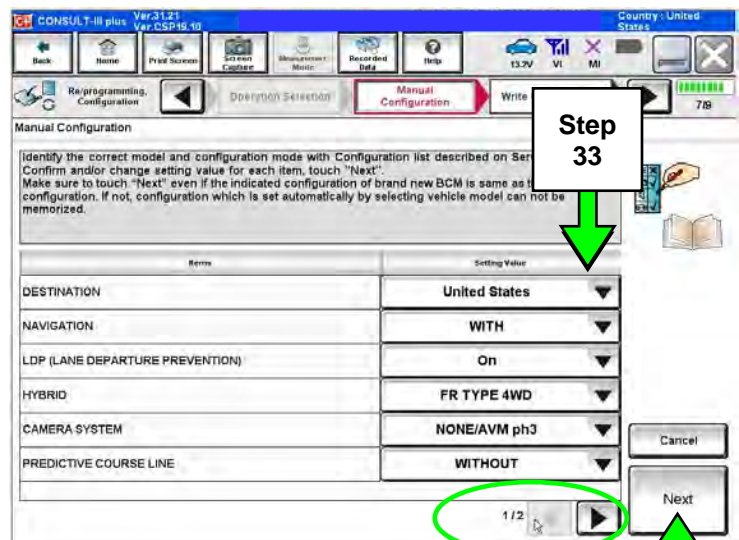 CONSULT-III plus Ver.31.21
Ver.CSP19.10
Country : United
States
Back
Home
Print Screen
Screen
Capture
Measurement
Mode
Recorded
Data
Help
13.2V
VI
MI
Re/programming,
Configuration
Operation Selection
Manual
Configuration
Write
7/9
Manual Configuration
Step
33
Identify the correct model and configuration mode with Configuration list described on Ser
Confirm and/or change setting value for each item, touch "Next".
Make sure to touch "Next" even if the indicated configuration of brand new BCM is same as t
configuration. If not, configuration which is set automatically by selecting vehicle model can not be
memorized.
Items
Setting Value
DESTINATION
United States
NAVIGATION
WITH
LDP (LANE DEPARTURE PREVENTION)
On
HYBRID
FR TYPE 4WD
CAMERA SYSTEM
NONE/AVM ph3
PREDICTIVE COURSE LINE
WITHOUT
Cancel
1/2
Next